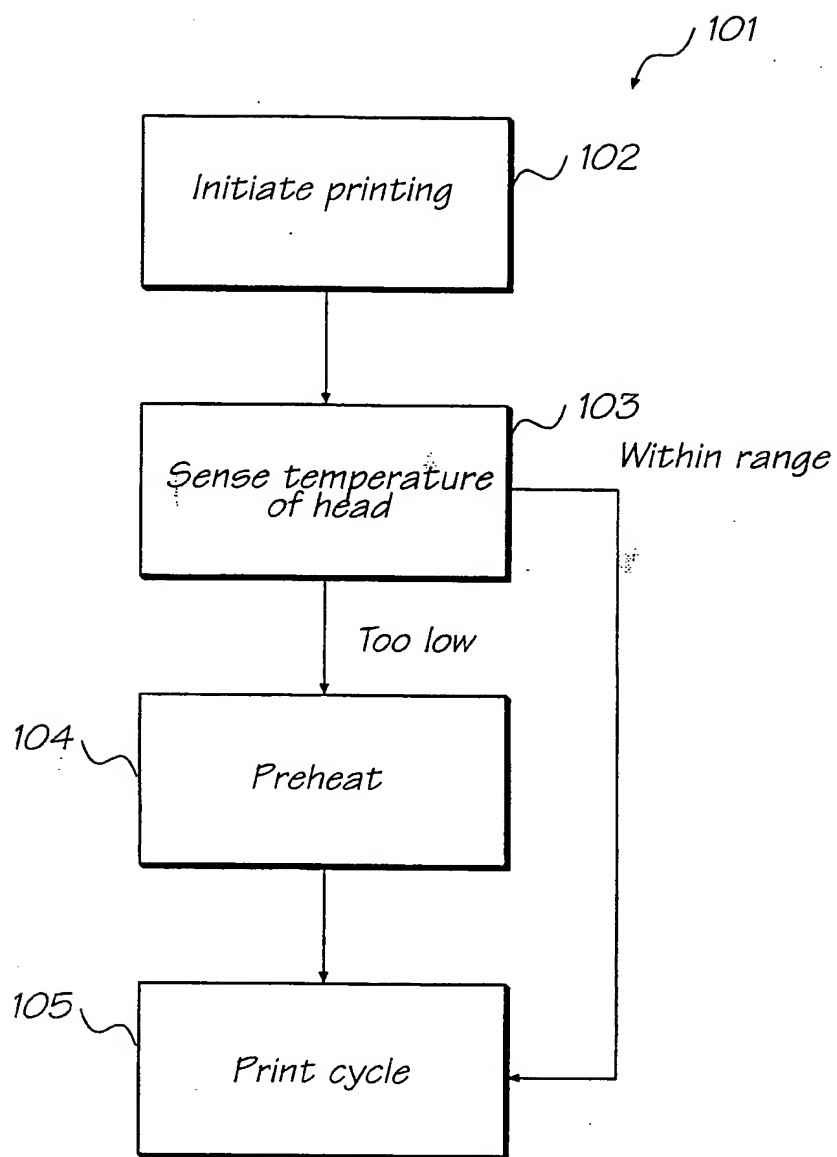 101
102
Initiate printing
103
Within range
Sense temperature
of head
Too low
104
Preheat
105
Print cycle